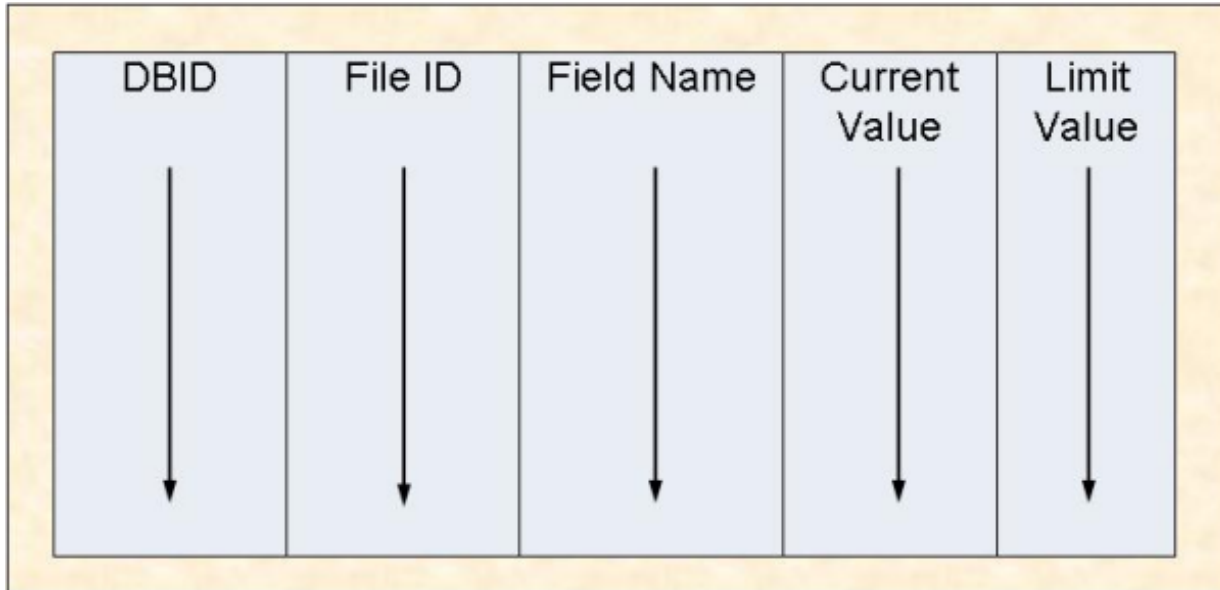 DBID
File ID
Field Name
Current
Value
Limit
Value